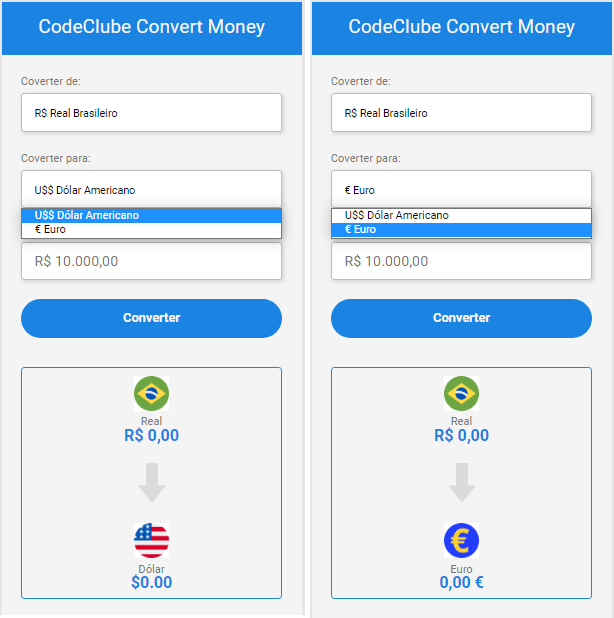 CodeClube Convert Money
Coverter de:
R$ Real Brasileiro
Coverter para:
U$$ Dólar Americano
U$$ Dólar Americano
€ Euro
R$ 10.000,00
Converter
Real
R$ 0,00
Dólar
$0.00
CodeClube Convert Money
Coverter de:
R$ Real Brasileiro
Coverter para:
€ Euro
U$$ Dólar Americano
€ Euro
R$ 10.000,00
Converter
Real
R$ 0,00
€
Euro
0,00 €